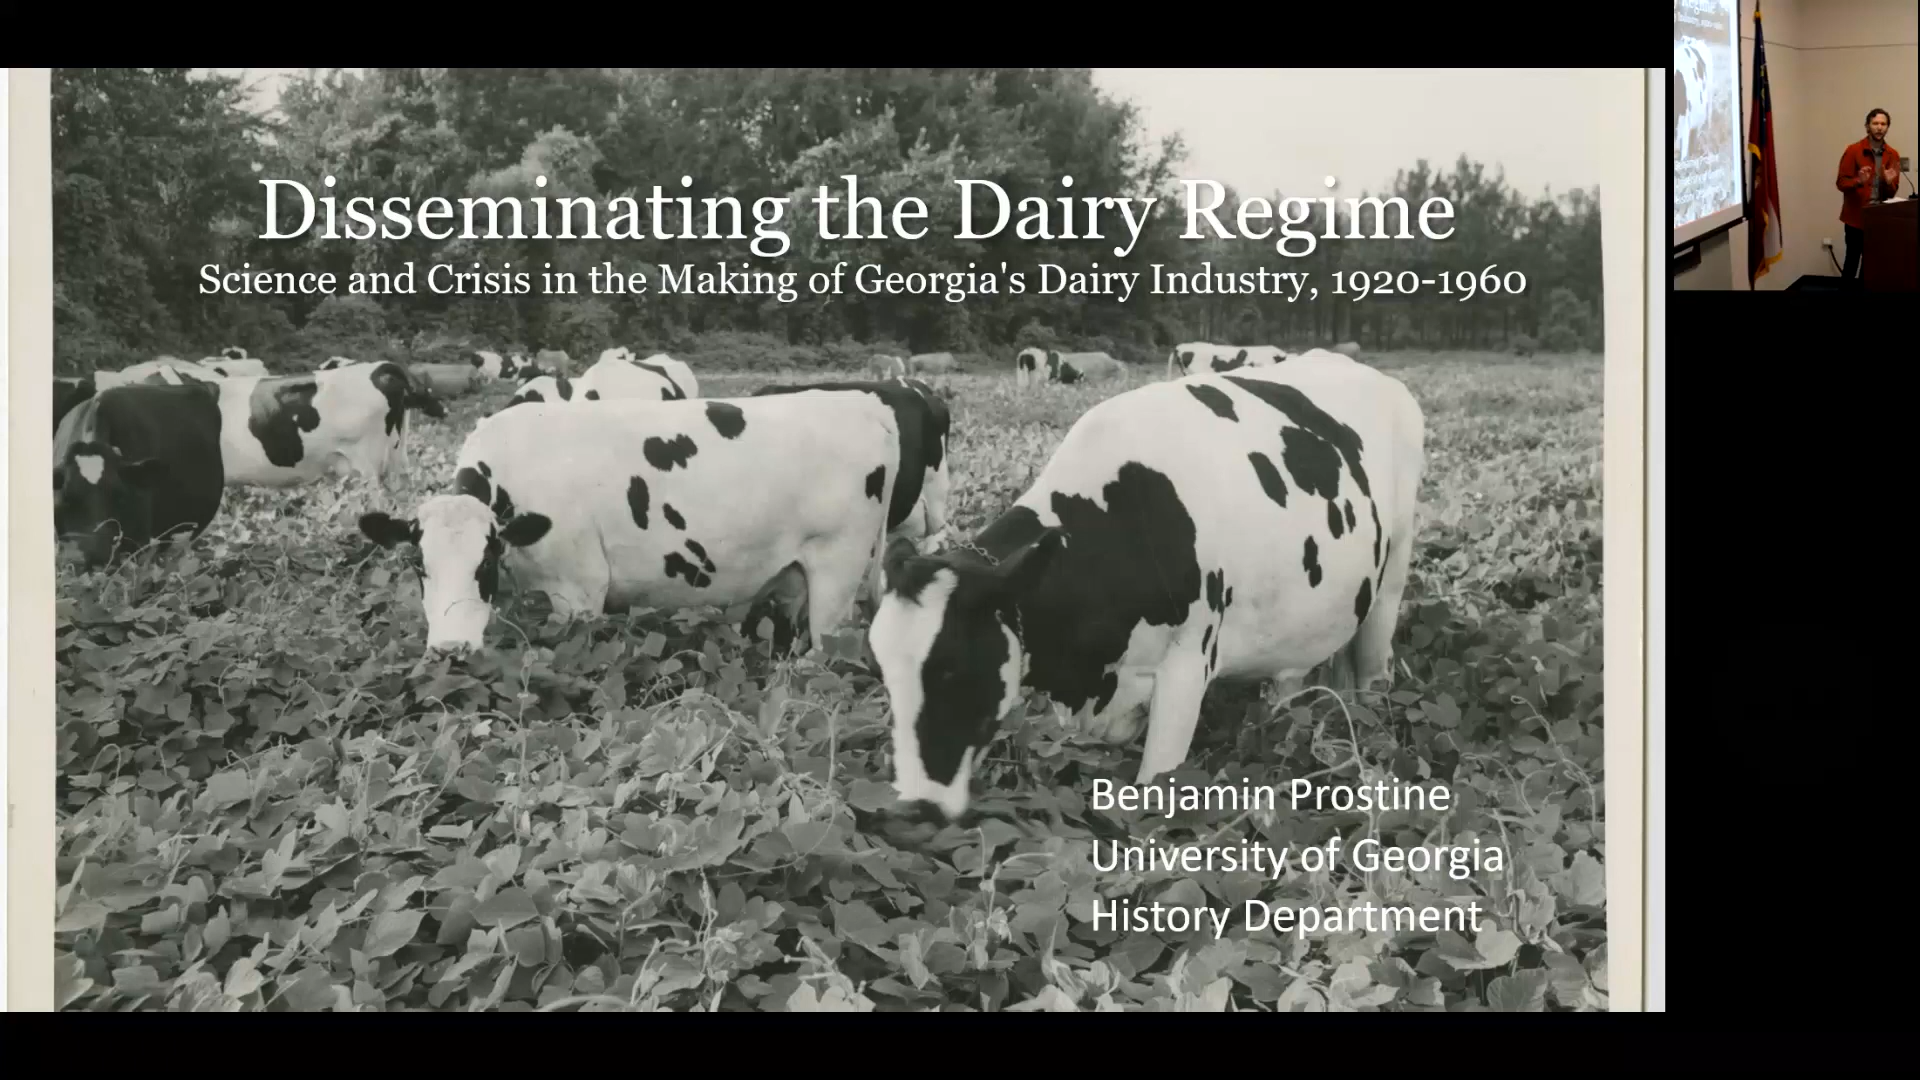 Disseminating the Dairy Regime
Science and Crisis in the Making of Georgia's Dairy Industry, 1920-1960
Benjamin Prostine
University of Georgia
History Department